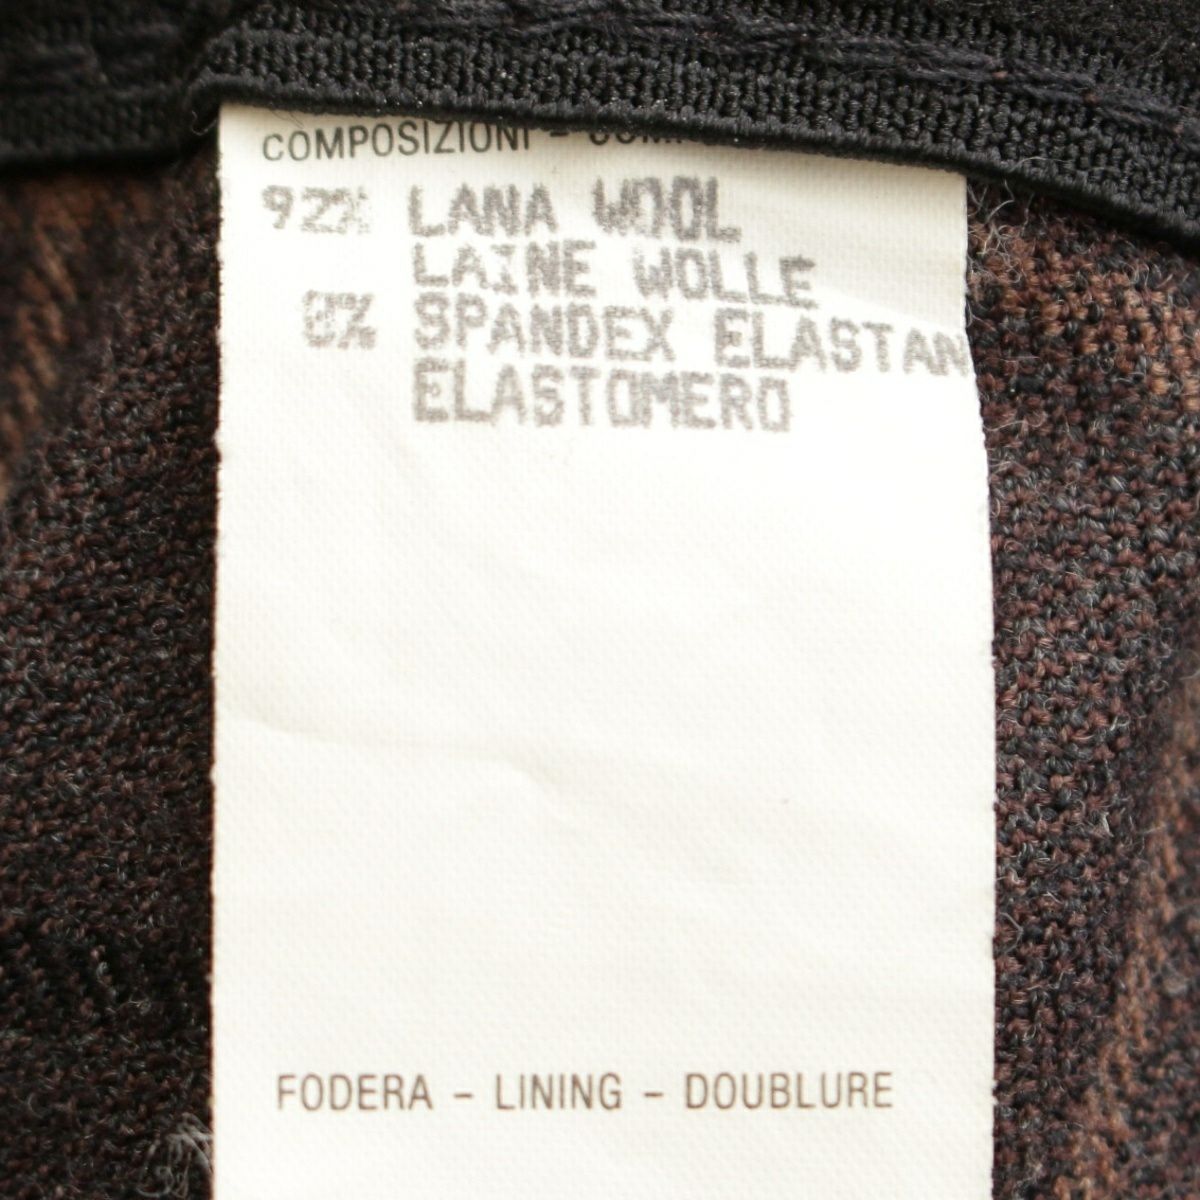 COMPOSIZIONI -
92% LANA WOOL
LAINE WOLLE
8% SPANDEX ELASTAN
ELASTOMERO
FODERA - LINING - DOUBLURE